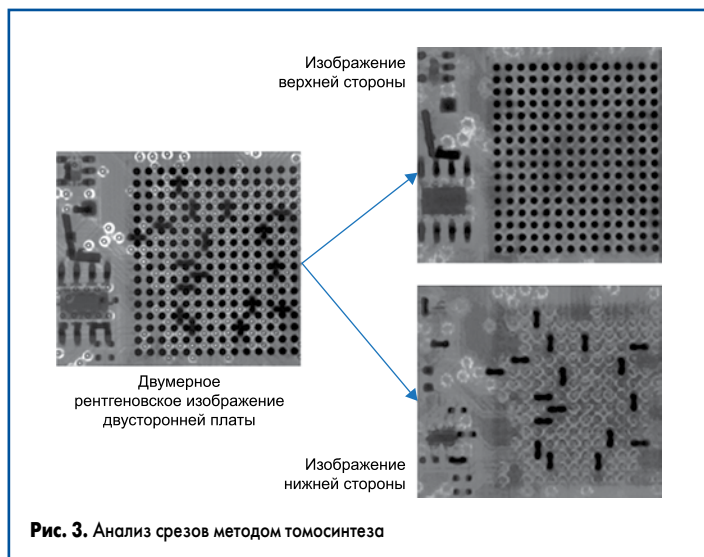 Изображение
верхней стороны
Двумерное
рентгеновское изображение
двусторонней платы
Изображение
нижней стороны
Рис. 3. Анализ срезов методом томосинтеза